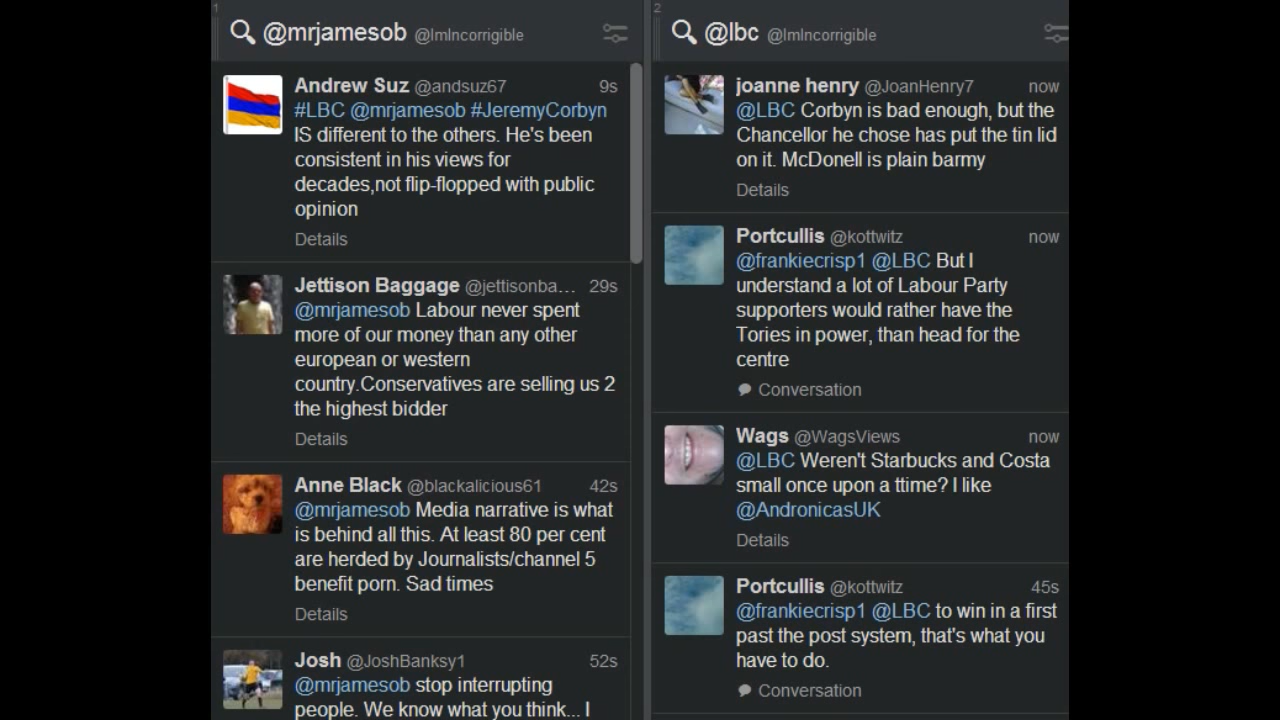 1
@mrjamesob @ImIncorrigible
Andrew Suz @andsuz67 9s
#LBC @mrjamesob #JeremyCorbyn
IS different to the others. He's been
consistent in his views for
decades,not flip-flopped with public
opinion
Details
Jettison Baggage @jettisonba... 29s
@mrjamesob Labour never spent
more of our money than any other
european or western
country.Conservatives are selling us 2
the highest bidder
Details
Anne Black @blackalicious61 42s
@mrjamesob Media narrative is what
is behind all this. At least 80 per cent
are herded by Journalists/channel 5
benefit porn. Sad times
Details
Josh @JoshBanksy1 52s
@mrjamesob stop interrupting
people. We know what you think... I
2
@lbc @ImIncorrigible
joanne henry @JoanHenry7 now
@LBC Corbyn is bad enough, but the
Chancellor he chose has put the tin lid
on it. McDonell is plain barmy
Details
Portcullis @kottwitz now
@frankiecrisp1 @LBC But I
understand a lot of Labour Party
supporters would rather have the
Tories in power, than head for the
centre
Conversation
Wags @WagsViews now
@LBC Weren't Starbucks and Costa
small once upon a ttime? I like
@AndronicasUK
Details
Portcullis @kottwitz 45s
@frankiecrisp1 @LBC to win in a first
past the post system, that's what you
have to do.
Conversation